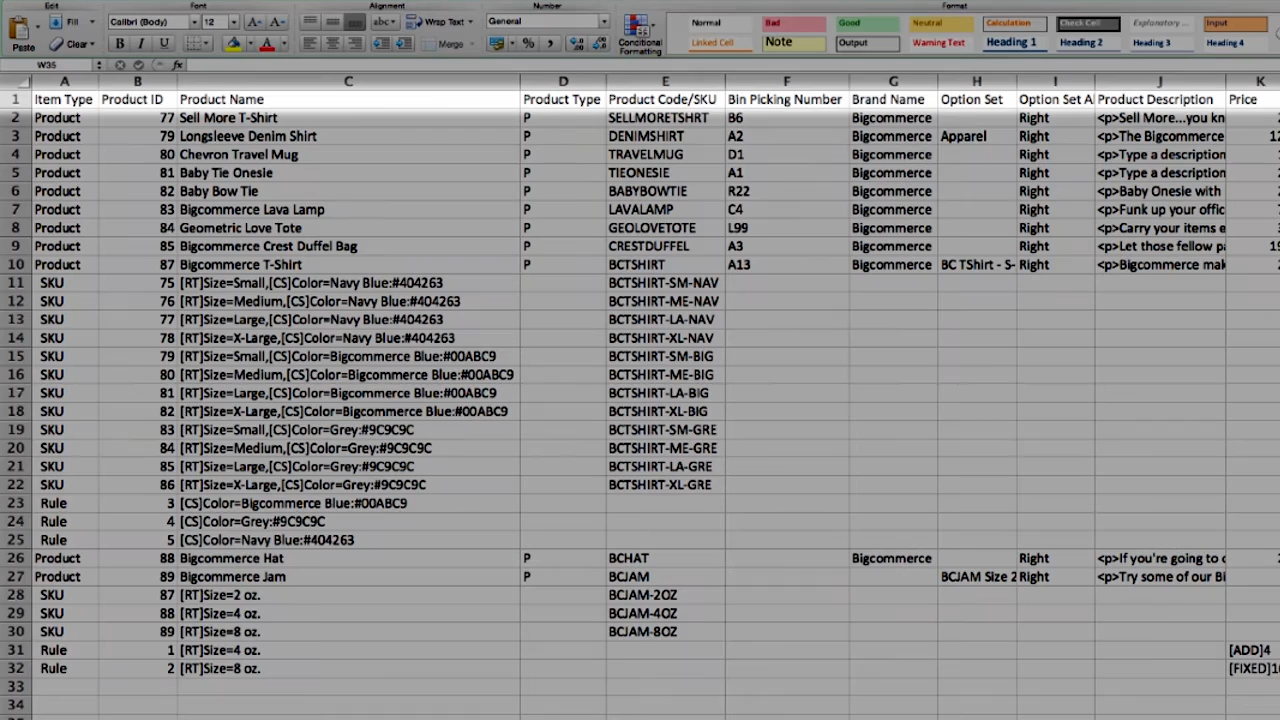 Edit Font Alignment Number Format
Fill Calibri (Body) 12 A A abc Wrap Text General Normal Bad Good Neutral Calculation Check Cell Explanatory... Input
Paste Clear B I U A Merge % Conditional Formatting Linked Cell Note Output Warning Text Heading 1 Heading 2 Heading 3 Heading 4
W35 fx
A B C D E F G H I J K
1 Item Type Product ID Product Name Product Type Product Code/SKU Bin Picking Number Brand Name Option Set Option Set Al Product Description Price
2 Product 77 Sell More T-Shirt P SELLMORETSHRT B6 Bigcommerce Right <p>Sell More...you kn
3 Product 79 Longsleeve Denim Shirt P DENIMSHIRT A2 Bigcommerce Apparel Right <p>The Bigcommerce 12
4 Product 80 Chevron Travel Mug P TRAVELMUG D1 Bigcommerce Right <p>Type a description
5 Product 81 Baby Tie Onesie P TIEONESIE A1 Bigcommerce Right <p>Type a description
6 Product 82 Baby Bow Tie P BABYBOWTIE R22 Bigcommerce Right <p>Baby Onesie with
7 Product 83 Bigcommerce Lava Lamp P LAVALAMP C4 Bigcommerce Right <p>Funk up your offic
8 Product 84 Geometric Love Tote P GEOLOVETOTE L99 Bigcommerce Right <p>Carry your items e
9 Product 85 Bigcommerce Crest Duffel Bag P CRESTDUFFEL A3 Bigcommerce Right <p>Let those fellow pa 19
10 Product 87 Bigcommerce T-Shirt P BCTSHIRT A13 Bigcommerce BC TShirt - S- Right <p>Bigcommerce mak
11 SKU 75 [RT]Size=Small,[CS]Color=Navy Blue:#404263 BCTSHIRT-SM-NAV
12 SKU 76 [RT]Size=Medium,[CS]Color=Navy Blue:#404263 BCTSHIRT-ME-NAV
13 SKU 77 [RT]Size=Large,[CS]Color=Navy Blue:#404263 BCTSHIRT-LA-NAV
14 SKU 78 [RT]Size=X-Large,[CS]Color=Navy Blue:#404263 BCTSHIRT-XL-NAV
15 SKU 79 [RT]Size=Small,[CS]Color=Bigcommerce Blue:#00ABC9 BCTSHIRT-SM-BIG
16 SKU 80 [RT]Size=Medium,[CS]Color=Bigcommerce Blue:#00ABC9 BCTSHIRT-ME-BIG
17 SKU 81 [RT]Size=Large,[CS]Color=Bigcommerce Blue:#00ABC9 BCTSHIRT-LA-BIG
18 SKU 82 [RT]Size=X-Large,[CS]Color=Bigcommerce Blue:#00ABC9 BCTSHIRT-XL-BIG
19 SKU 83 [RT]Size=Small,[CS]Color=Grey:#9C9C9C BCTSHIRT-SM-GRE
20 SKU 84 [RT]Size=Medium,[CS]Color=Grey:#9C9C9C BCTSHIRT-ME-GRE
21 SKU 85 [RT]Size=Large,[CS]Color=Grey:#9C9C9C BCTSHIRT-LA-GRE
22 SKU 86 [RT]Size=X-Large,[CS]Color=Grey:#9C9C9C BCTSHIRT-XL-GRE
23 Rule 3 [CS]Color=Bigcommerce Blue:#00ABC9
24 Rule 4 [CS]Color=Grey:#9C9C9C
25 Rule 5 [CS]Color=Navy Blue:#404263
26 Product 88 Bigcommerce Hat P BCHAT Bigcommerce Right <p>If you're going to c
27 Product 89 Bigcommerce Jam P BCJAM BCJAM Size 2 Right <p>Try some of our Bi
28 SKU 87 [RT]Size=2 oz. BCJAM-2OZ
29 SKU 88 [RT]Size=4 oz. BCJAM-4OZ
30 SKU 89 [RT]Size=8 oz. BCJAM-8OZ
31 Rule 1 [RT]Size=4 oz. [ADD]4
32 Rule 2 [RT]Size=8 oz. [FIXED]10
33
34